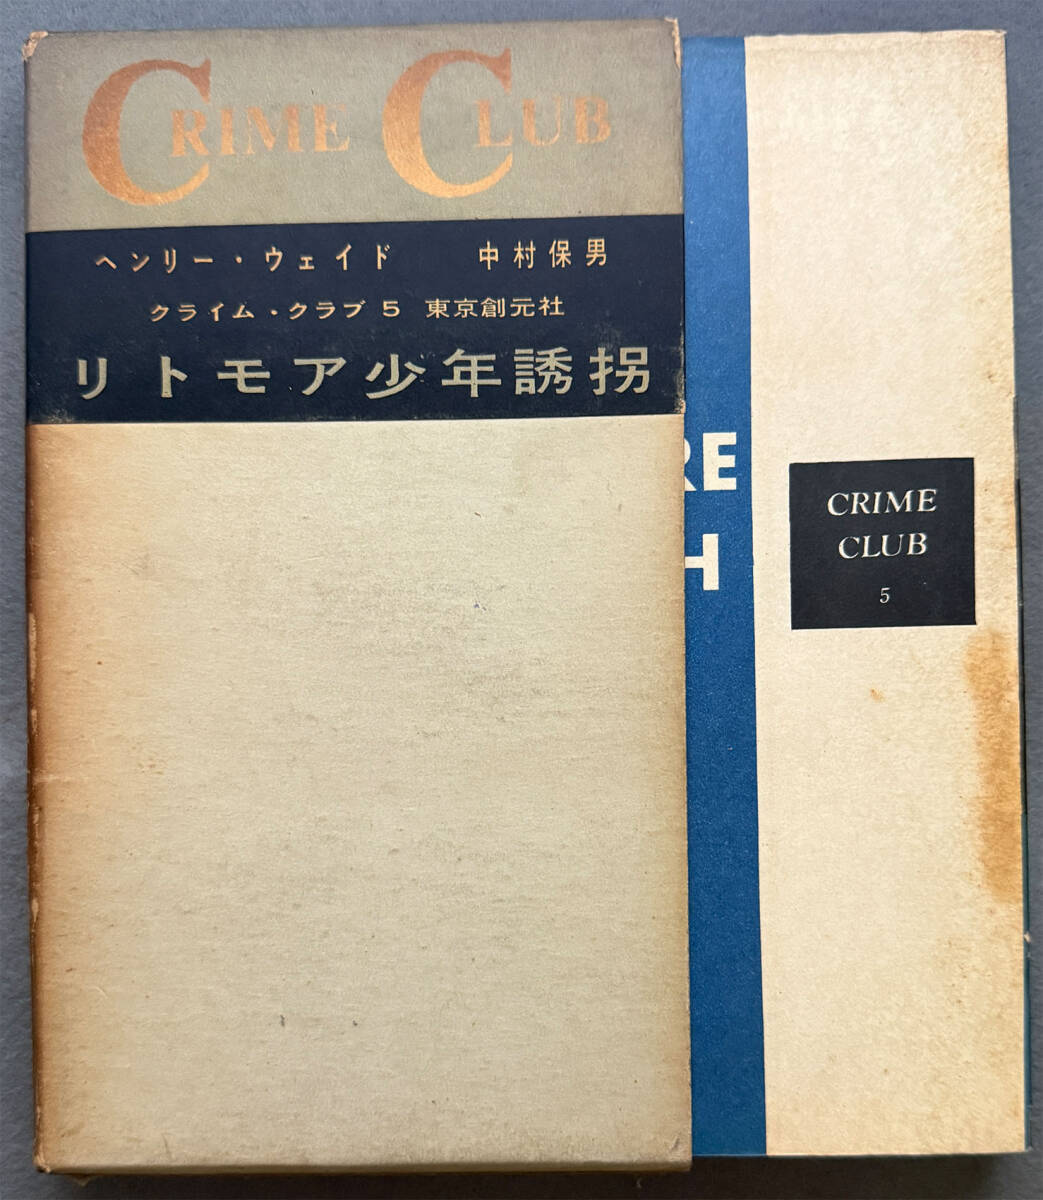 CRIME CLUB
ヘンリー・ウェイド 中村保男
クライム・クラブ 5 東京創元社
リトモア少年誘拐
RE
H
CRIME
CLUB
5